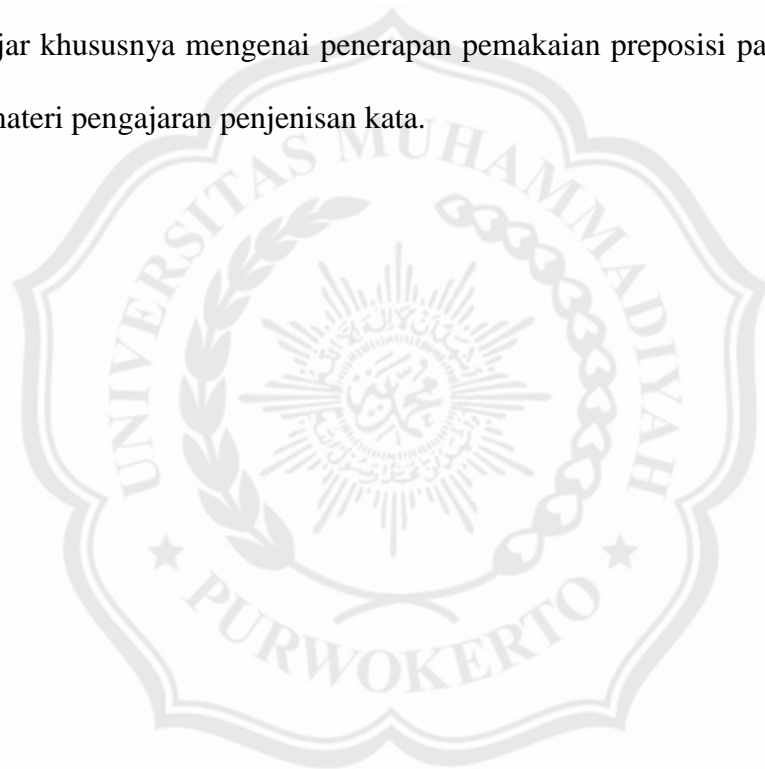 jar khususnya mengenai penerapan pemakaian preposisi pa
materi pengajaran penjenisan kata.
UNIVERSITAS MUHAMMADIYAH
PURWOKERTO